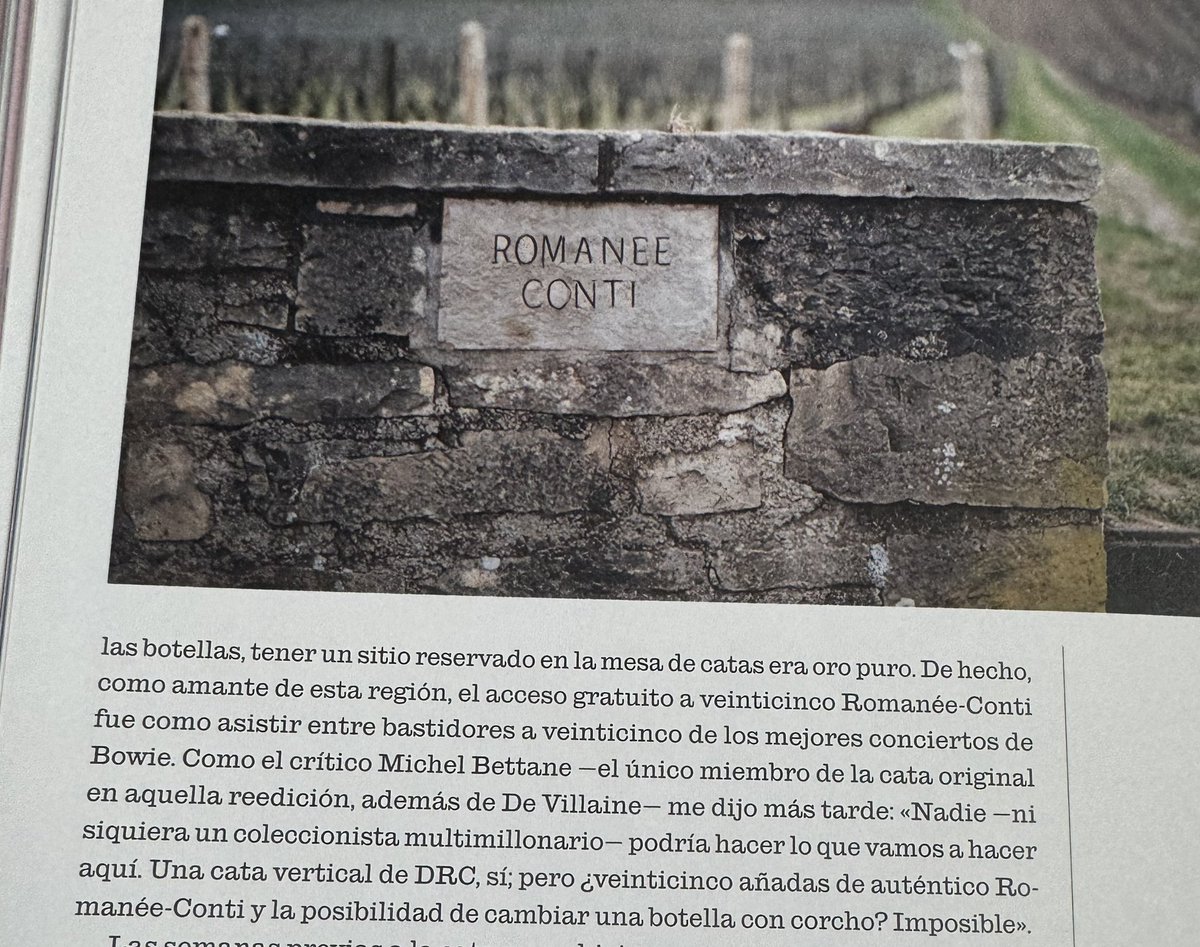 ROMANEE
CONTI
las botellas, tener un sitio reservado en la mesa de catas era oro puro. De hecho,
como amante de esta región, el acceso gratuito a veinticinco Romanée-Conti
fue como asistir entre bastidores a veinticinco de los mejores conciertos de
Bowie. Como el crítico Michel Bettane —el único miembro de la cata original
en aquella reedición, además de De Villaine— me dijo más tarde: «Nadie —ni
siquiera un coleccionista multimillonario— podría hacer lo que vamos a hacer
aquí. Una cata vertical de DRC, sí; pero ¿veinticinco añadas de auténtico Ro-
manée-Conti y la posibilidad de cambiar una botella con corcho? Imposible».
Las semanas previas a la